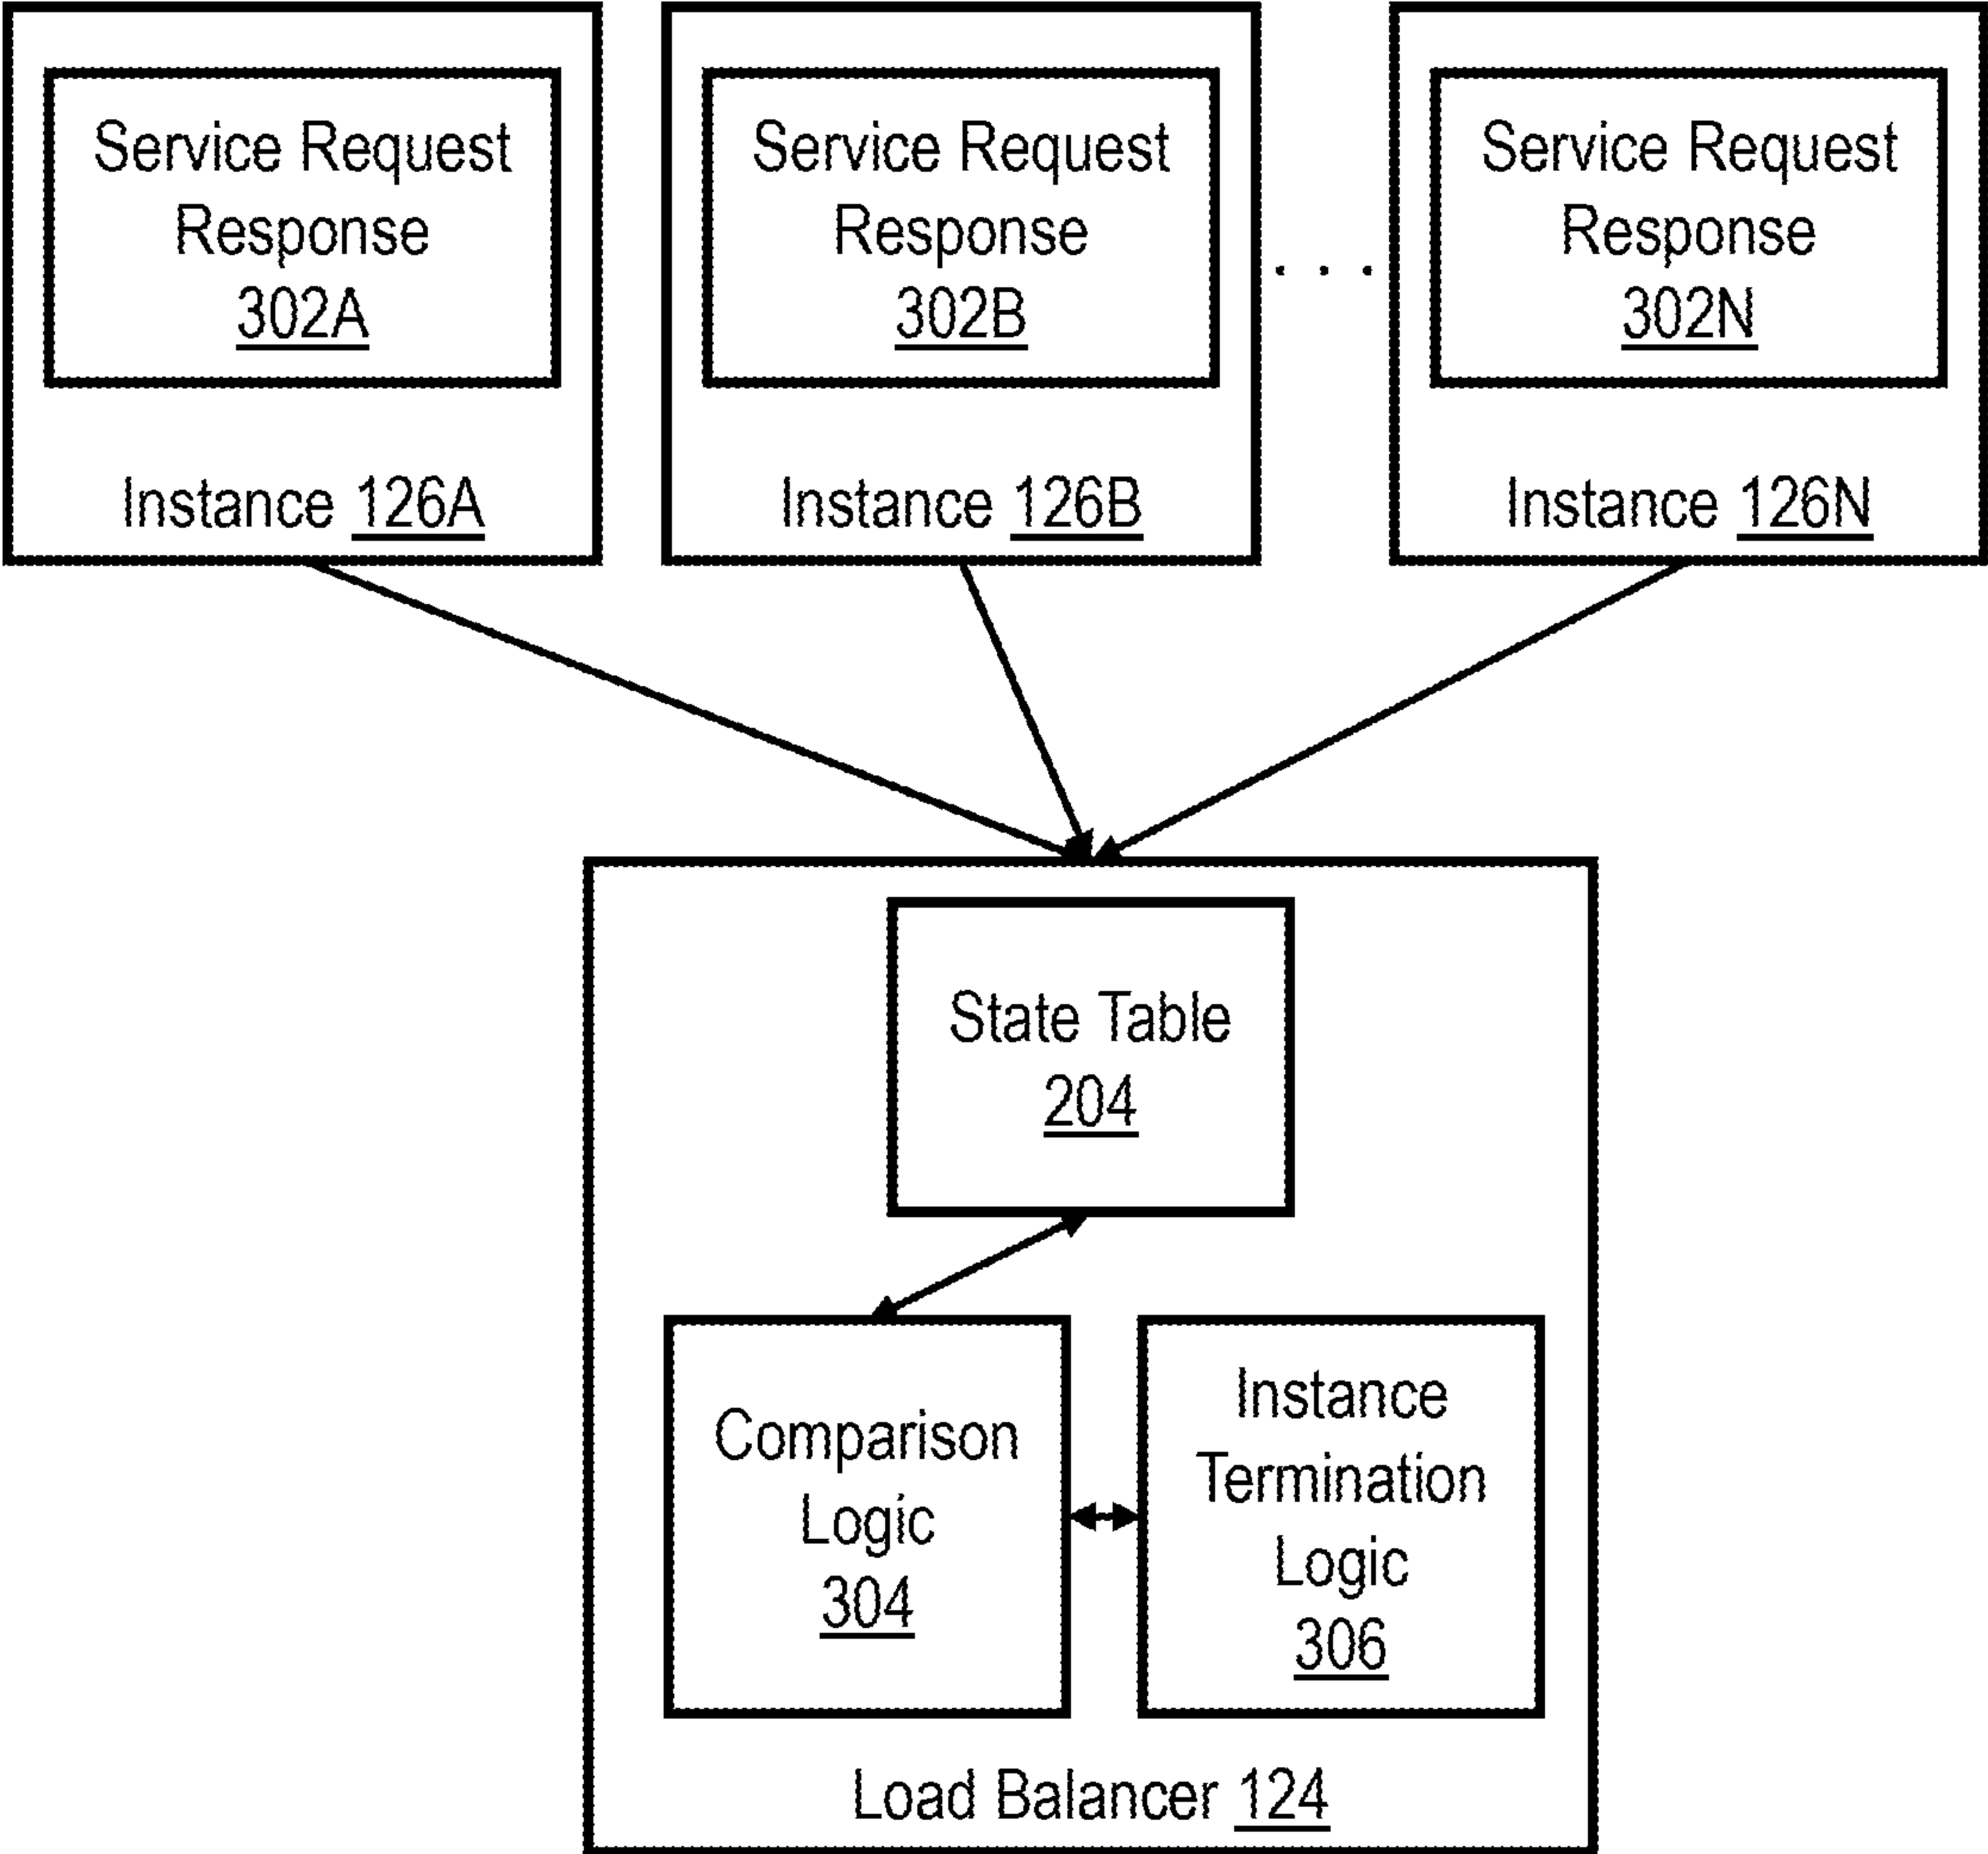 Service Request
Response
302A
Instance 126A
Service Request
Response
302B
Instance 126B
. . .
Service Request
Response
302N
Instance 126N
State Table
204
Comparison
Logic
304
Instance
Termination
Logic
306
Load Balancer 124